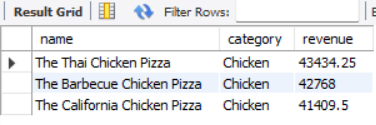 Result Grid Filter Rows:
name category revenue
The Thai Chicken Pizza Chicken 43434.25
The Barbecue Chicken Pizza Chicken 42768
The California Chicken Pizza Chicken 41409.5